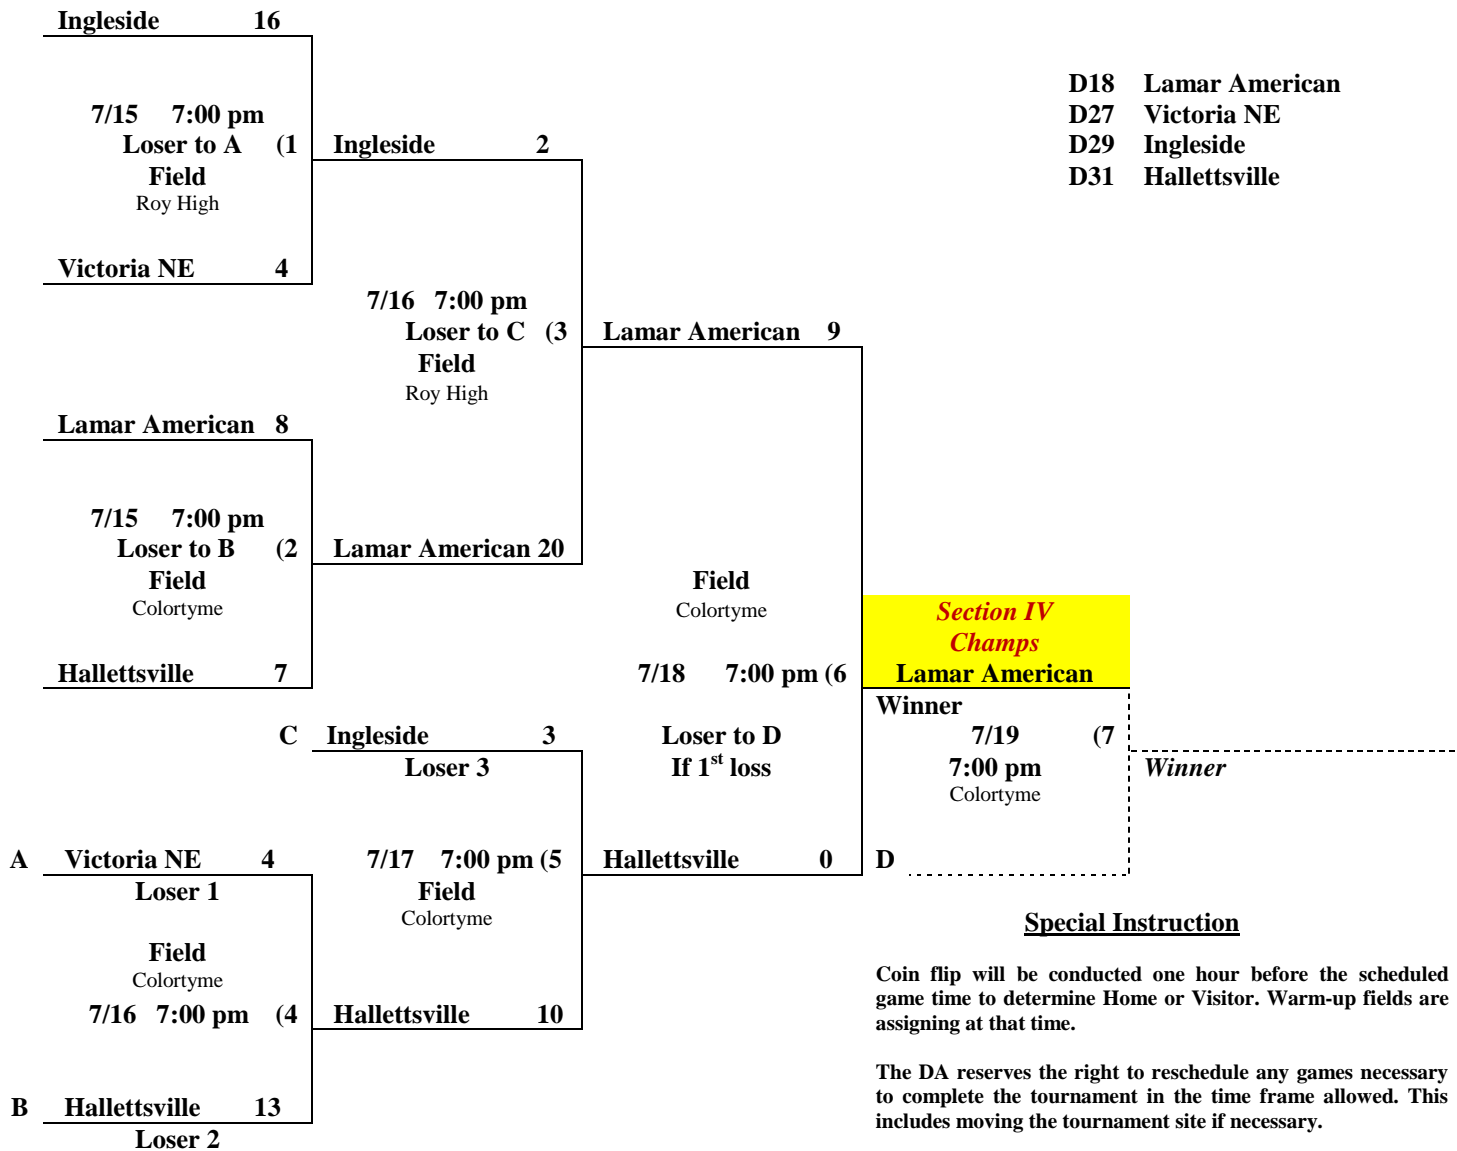 Ingleside 16
7/15 7:00 pm
Loser to A (1
Field
Roy High
Victoria NE 4
Ingleside 2
7/16 7:00 pm
Loser to C (3
Field
Roy High
Lamar American 8
7/15 7:00 pm
Loser to B (2
Field
Colortyme
Hallettsville 7
Lamar American 20
Lamar American 9
Field
Colortyme
7/18 7:00 pm (6
Loser to D
If 1st loss
C Ingleside 3
Loser 3
A Victoria NE 4
Loser 1
Field
Colortyme
7/16 7:00 pm (4
B Hallettsville 13
Loser 2
7/17 7:00 pm (5
Field
Colortyme
Hallettsville 10
Hallettsville 0
D18 Lamar American
D27 Victoria NE
D29 Ingleside
D31 Hallettsville
Section IV
Champs
Lamar American
Winner
7/19 (7
7:00 pm
Colortyme
Winner
D
Special Instruction
Coin flip will be conducted one hour before the scheduled
game time to determine Home or Visitor. Warm-up fields are
assigning at that time.
The DA reserves the right to reschedule any games necessary
to complete the tournament in the time frame allowed. This
includes moving the tournament site if necessary.